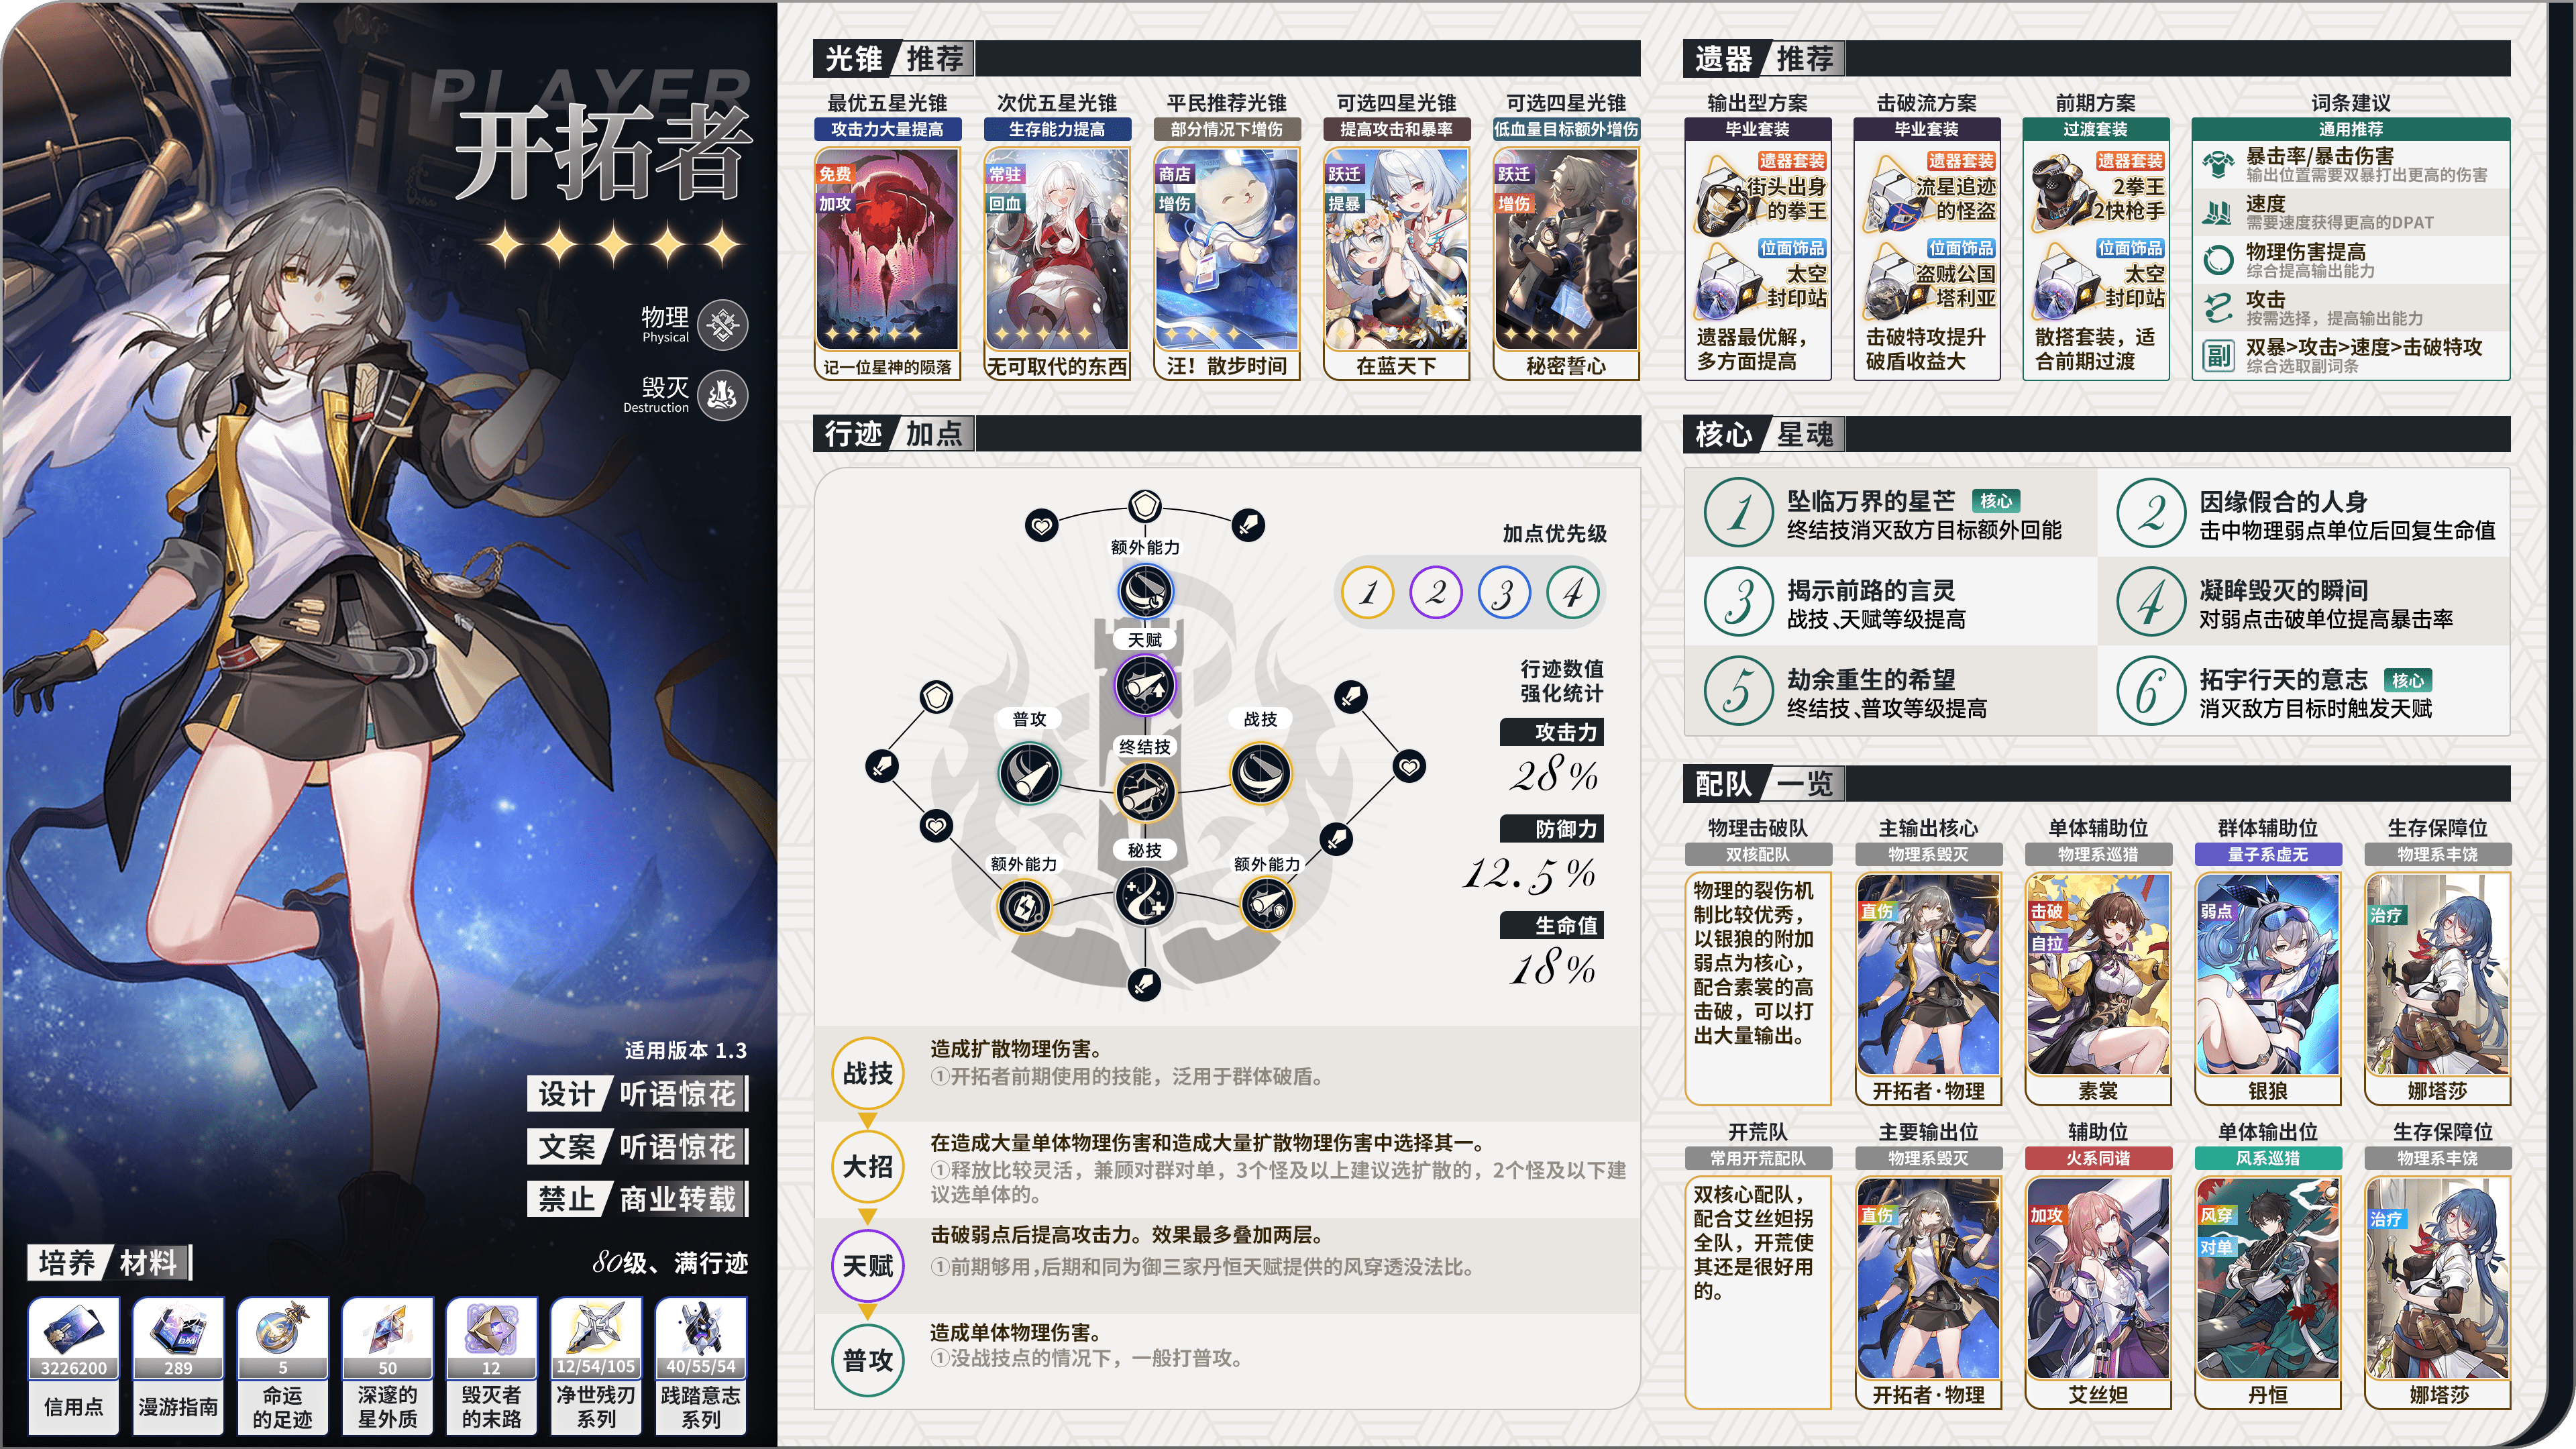 PLAYER
开拓者
物理
Physical
毁灭
Destruction
适用版本 1.3
设计 听语惊花
文案 听语惊花
禁止 商业转载
培养 材料
80级、满行迹
3226200
信用点
289
漫游指南
5
命运
的足迹
50
深邃的
星外质
12
毁灭者
的末路
12/54/105
净世残刃
系列
40/55/54
践踏意志
系列
光锥 推荐
最优五星光锥
攻击力大量提高
免费
加攻
记一位星神的陨落
次优五星光锥
生存能力提高
常驻
回血
无可取代的东西
平民推荐光锥
部分情况下增伤
商店
增伤
汪！散步时间
可选四星光锥
提高攻击和暴率
跃迁
提暴
在蓝天下
可选四星光锥
低血量目标额外增伤
跃迁
增伤
秘密誓心
行迹 加点
额外能力
天赋
普攻
终结技
战技
额外能力
秘技
额外能力
加点优先级
1 2 3 4
行迹数值
强化统计
攻击力
28%
防御力
12.5%
生命值
18%
战技
造成扩散物理伤害。
①开拓者前期使用的技能，泛用于群体破盾。
大招
在造成大量单体物理伤害和造成大量扩散物理伤害中选择其一。
①释放比较灵活，兼顾对群对单，3个怪及以上建议选扩散的，2个怪及以下建
议选单体的。
天赋
击破弱点后提高攻击力。效果最多叠加两层。
①前期够用,后期和同为御三家丹恒天赋提供的风穿透没法比。
普攻
造成单体物理伤害。
①没战技点的情况下，一般打普攻。
遗器 推荐
输出型方案
毕业套装
遗器套装
街头出身
的拳王
位面饰品
太空
封印站
遗器最优解，
多方面提高
击破流方案
毕业套装
遗器套装
流星追迹
的怪盗
位面饰品
盗贼公国
塔利亚
击破特攻提升
破盾收益大
前期方案
过渡套装
遗器套装
2拳王
2快枪手
位面饰品
太空
封印站
散搭套装，适
合前期过渡
词条建议
通用推荐
暴击率/暴击伤害
输出位置需要双暴打出更高的伤害
速度
需要速度获得更高的DPAT
物理伤害提高
综合提高输出能力
攻击
按需选择，提高输出能力
副
双暴>攻击>速度>击破特攻
综合选取副词条
核心 星魂
1
坠临万界的星芒 核心
终结技消灭敌方目标额外回能
2
因缘假合的人身
击中物理弱点单位后回复生命值
3
揭示前路的言灵
战技、天赋等级提高
4
凝眸毁灭的瞬间
对弱点击破单位提高暴击率
5
劫余重生的希望
终结技、普攻等级提高
6
拓宇行天的意志 核心
消灭敌方目标时触发天赋
配队 一览
物理击破队
双核配队
物理的裂伤机
制比较优秀，
以银狼的附加
弱点为核心，
配合素裳的高
击破，可以打
出大量输出。
主输出核心
物理系毁灭
直伤
开拓者·物理
单体辅助位
物理系巡猎
击破
自拉
素裳
群体辅助位
量子系虚无
弱点
银狼
生存保障位
物理系丰饶
治疗
娜塔莎
开荒队
常用开荒配队
双核心配队，
配合艾丝妲拐
全队，开荒使
其还是很好用
的。
主要输出位
物理系毁灭
直伤
开拓者·物理
辅助位
火系同谐
加攻
艾丝妲
单体输出位
风系巡猎
风穿
对单
丹恒
生存保障位
物理系丰饶
治疗
娜塔莎